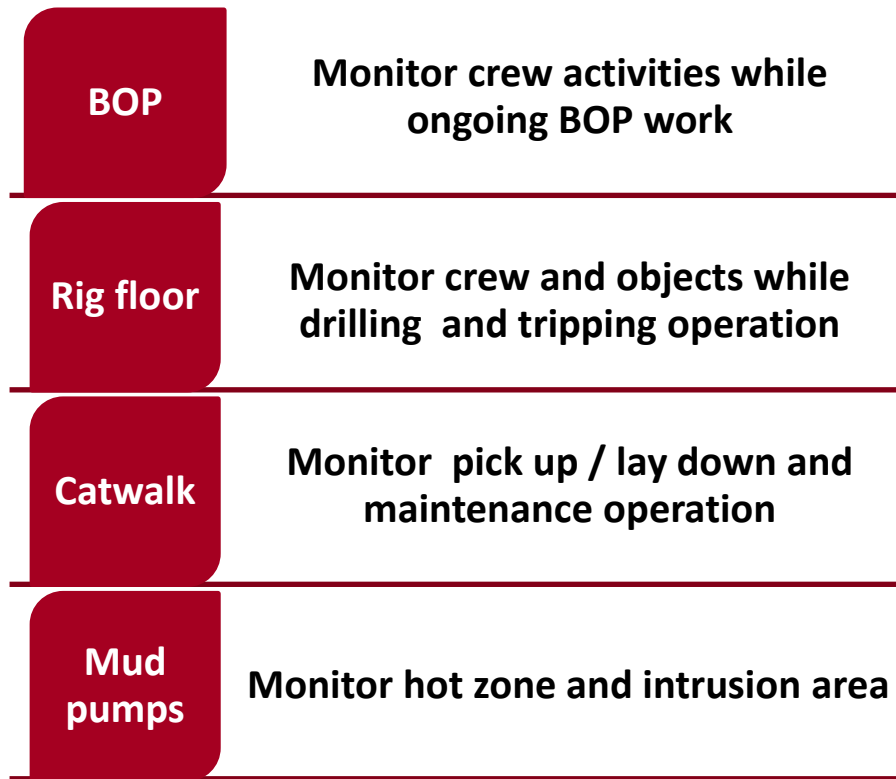 BOP
Monitor crew activities while
ongoing BOP work
Rig floor
Monitor crew and objects while
drilling  and tripping operation
Catwalk
Monitor  pick up / lay down and
maintenance operation
Mud
pumps
Monitor hot zone and intrusion area